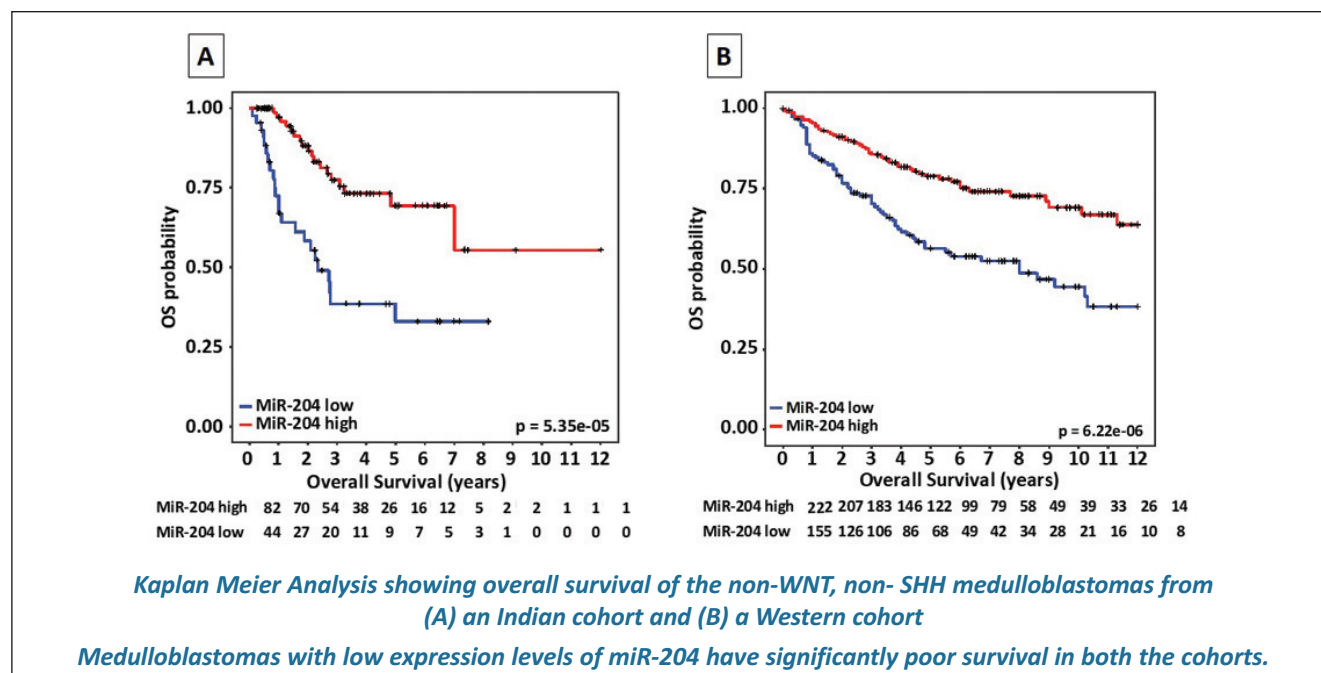 A
1.00
0.75
0.50
0.25
0.00
OS probability
MiR-204 low
MiR-204 high
p = 5.35e-05
0 1 2 3 4 5 6 7 8 9 10 11 12
Overall Survival (years)
MiR-204 high 82 70 54 38 26 16 12 5 2 2 1 1 1
MiR-204 low 44 27 20 11 9 7 5 3 1 0 0 0 0
B
1.00
0.75
0.50
0.25
0.00
OS probability
MiR-204 low
MiR-204 high
p = 6.22e-06
0 1 2 3 4 5 6 7 8 9 10 11 12
Overall Survival (years)
MiR-204 high 222 207 183 146 122 99 79 58 49 39 33 26 14
MiR-204 low 155 126 106 86 68 49 42 34 28 21 16 10 8
Kaplan Meier Analysis showing overall survival of the non-WNT, non- SHH medulloblastomas from
(A) an Indian cohort and (B) a Western cohort
Medulloblastomas with low expression levels of miR-204 have significantly poor survival in both the cohorts.